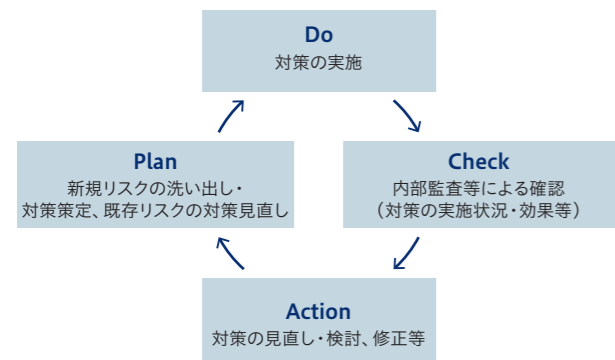 Do
対策の実施
Plan
新規リスクの洗い出し・
対策策定、既存リスクの対策見直し
Check
内部監査等による確認
（対策の実施状況・効果等）
Action
対策の見直し・検討、修正等